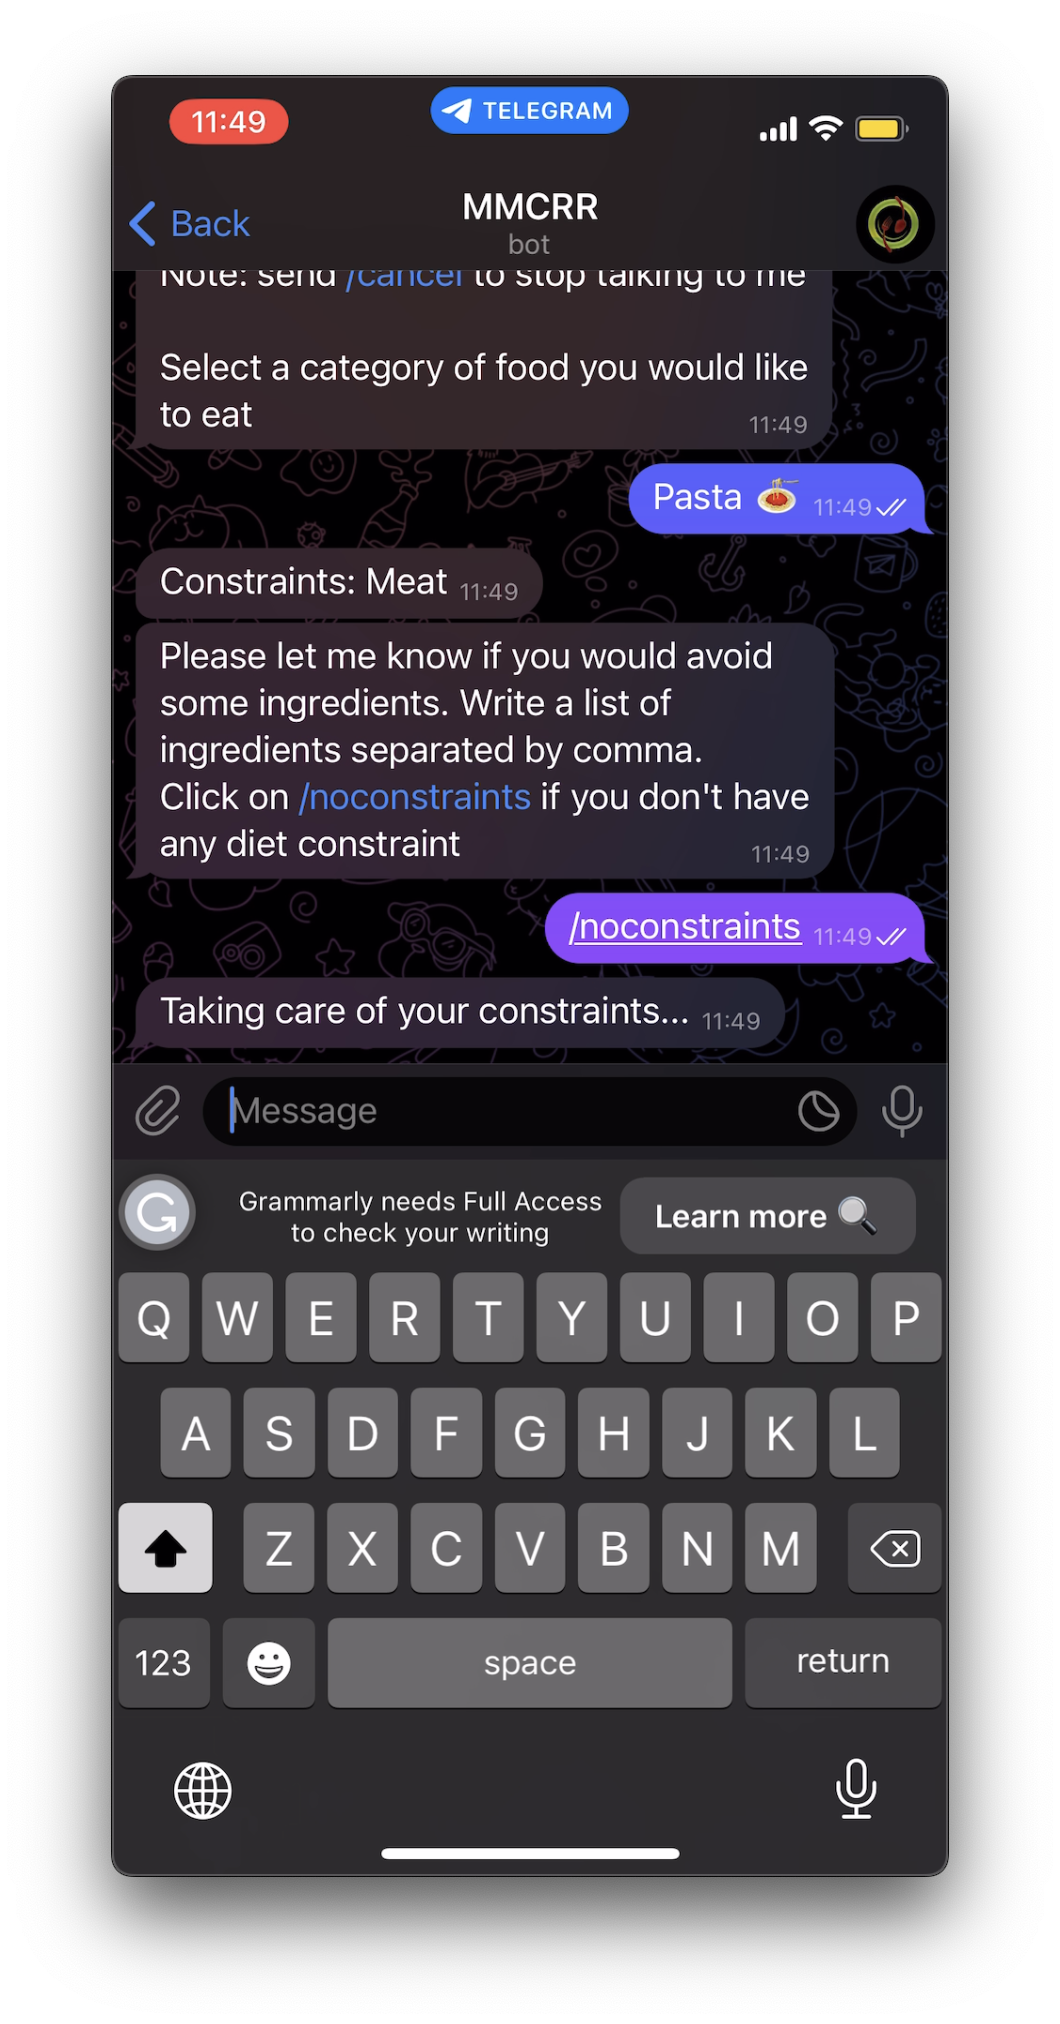 11:49
TELEGRAM
Back
MMCRR
bot
Note: send /cancel to stop talking to me
Select a category of food you would like
to eat
11:49
Pasta 🍝 11:49
Constraints: Meat 11:49
Please let me know if you would avoid
some ingredients. Write a list of
ingredients separated by comma.
Click on /noconstraints if you don't have
any diet constraint
11:49
/noconstraints 11:49
Taking care of your constraints... 11:49
Message
Grammarly needs Full Access
to check your writing
Learn more 🔍
Q W E R T Y U I O P
A S D F G H J K L
Z X C V B N M
123 space return